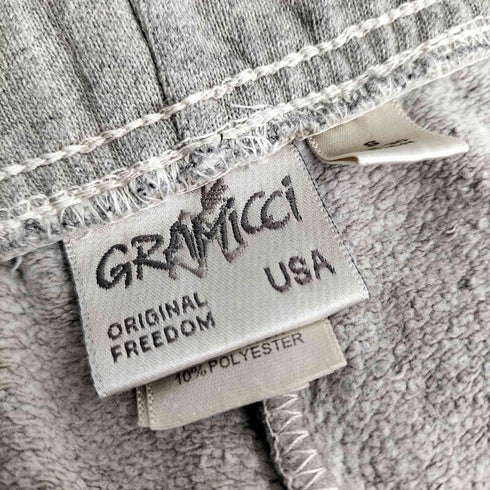 GRAMicci
USA
ORIGINAL
FREEDOM
10% POLYESTER